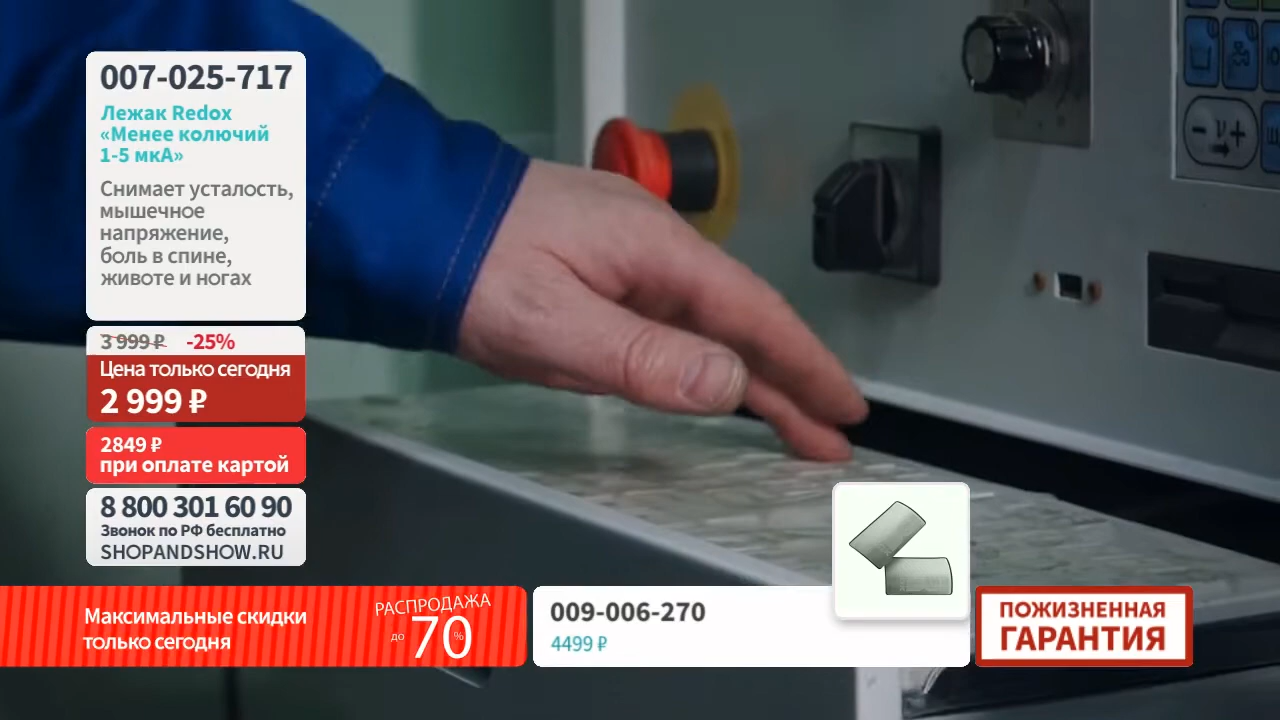 007-025-717
Лежак Redox
«Менее колючий
1-5 мкА»
Снимает усталость,
мышечное
напряжение,
боль в спине,
животе и ногах
3 999 ₽ -25%
Цена только сегодня
2 999 ₽
2849 ₽
при оплате картой
8 800 301 60 90
Звонок по РФ бесплатно
SHOPANDSHOW.RU
Максимальные скидки
только сегодня
РАСПРОДАЖА
до 70 %
009-006-270
4499 ₽
ПОЖИЗНЕННАЯ
ГАРАНТИЯ
- v +